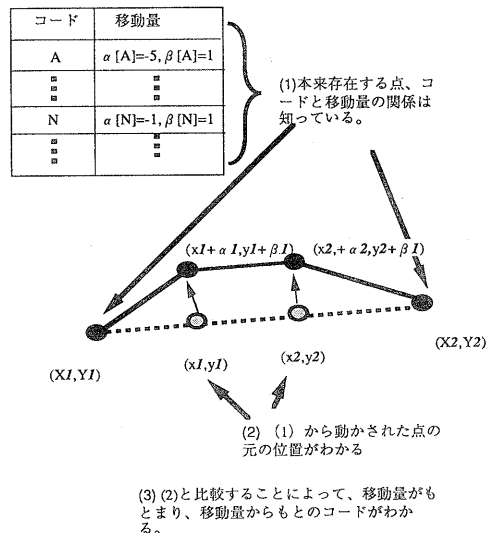 コード 移動量
A α[A]=-5, β[A]=1
N α[N]=-1, β[N]=1
(1)本来存在する点、コ
ードと移動量の関係は
知っている。
(x1+α1,y1+β1)
(x2,+α2,y2+β1)
(X1,Y1)
(x1,y1)
(x2,y2)
(X2,Y2)
(2) （1）から動かされた点の
元の位置がわかる
(3) (2)と比較することによって、移動量がも
とまり、移動量からもとのコードがわか
る。